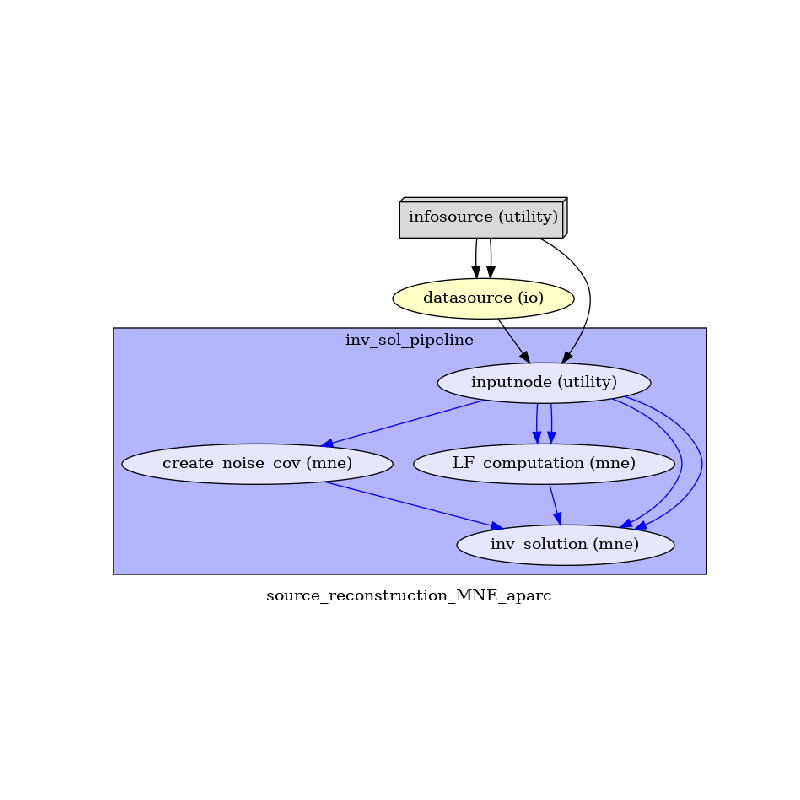 infosource (utility)
datasource (io)
inv_sol_pipeline
inputnode (utility)
create_noise_cov (mne)
LF_computation (mne)
inv_solution (mne)
source_reconstruction_MNE_aparc